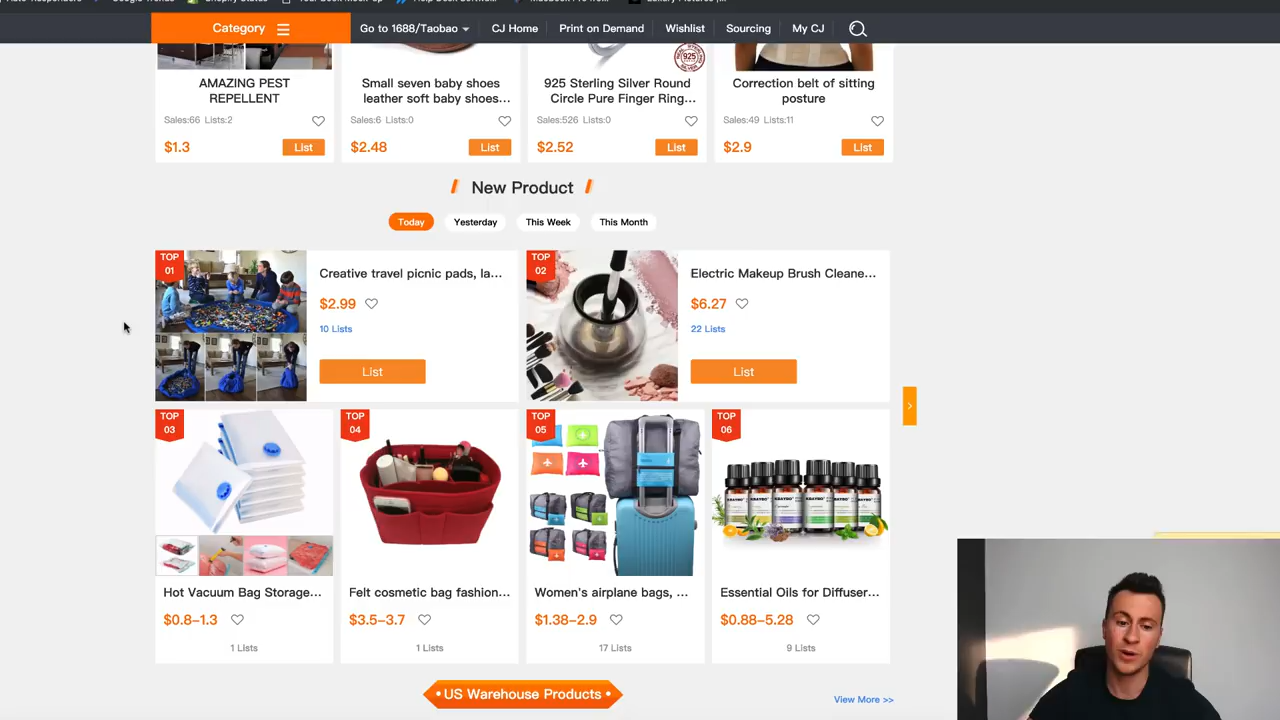 Category
Go to 1688/Taobao
CJ Home
Print on Demand
Wishlist
Sourcing
My CJ
AMAZING PEST
REPELLENT
Sales:66 Lists:2
$1.3
List
Small seven baby shoes
leather soft baby shoes...
Sales:6 Lists:0
$2.48
List
925
925 Sterling Silver Round
Circle Pure Finger Ring...
Sales:526 Lists:0
$2.52
List
Correction belt of sitting
posture
Sales:49 Lists:11
$2.9
List
New Product
Today
Yesterday
This Week
This Month
TOP
01
Creative travel picnic pads, la...
$2.99
10 Lists
List
TOP
02
Electric Makeup Brush Cleane...
$6.27
22 Lists
List
TOP
03
Hot Vacuum Bag Storage...
$0.8–1.3
1 Lists
TOP
04
Felt cosmetic bag fashion...
$3.5–3.7
1 Lists
TOP
05
Women's airplane bags, ...
$1.38–2.9
17 Lists
TOP
06
Essential Oils for Diffuser...
$0.88–5.28
9 Lists
•US Warehouse Products•
View More >>